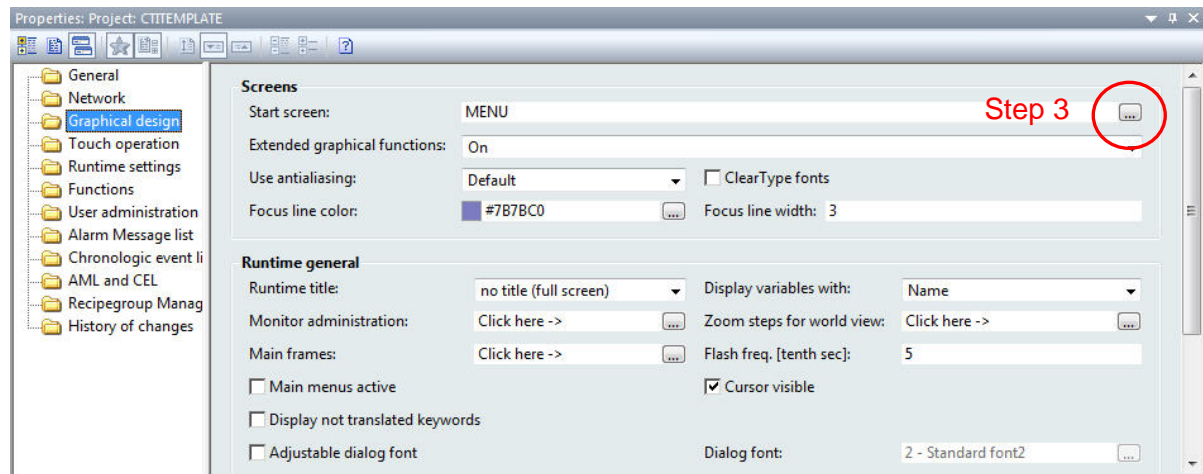 Properties: Project: CTITEMPLATE
General
Network
Graphical design
Touch operation
Runtime settings
Functions
User administration
Alarm Message list
Chronologic event li
AML and CEL
Recipegroup Manag
History of changes
Screens
Start screen: MENU ...
Step 3
Extended graphical functions: On
Use antialiasing: Default ClearType fonts
Focus line color: #7B7BC0 ... Focus line width: 3
Runtime general
Runtime title: no title (full screen) Display variables with: Name
Monitor administration: Click here -> ... Zoom steps for world view: Click here -> ...
Main frames: Click here -> ... Flash freq. [tenth sec]: 5
Main menus active Cursor visible
Display not translated keywords
Adjustable dialog font Dialog font: 2 - Standard font2 ...